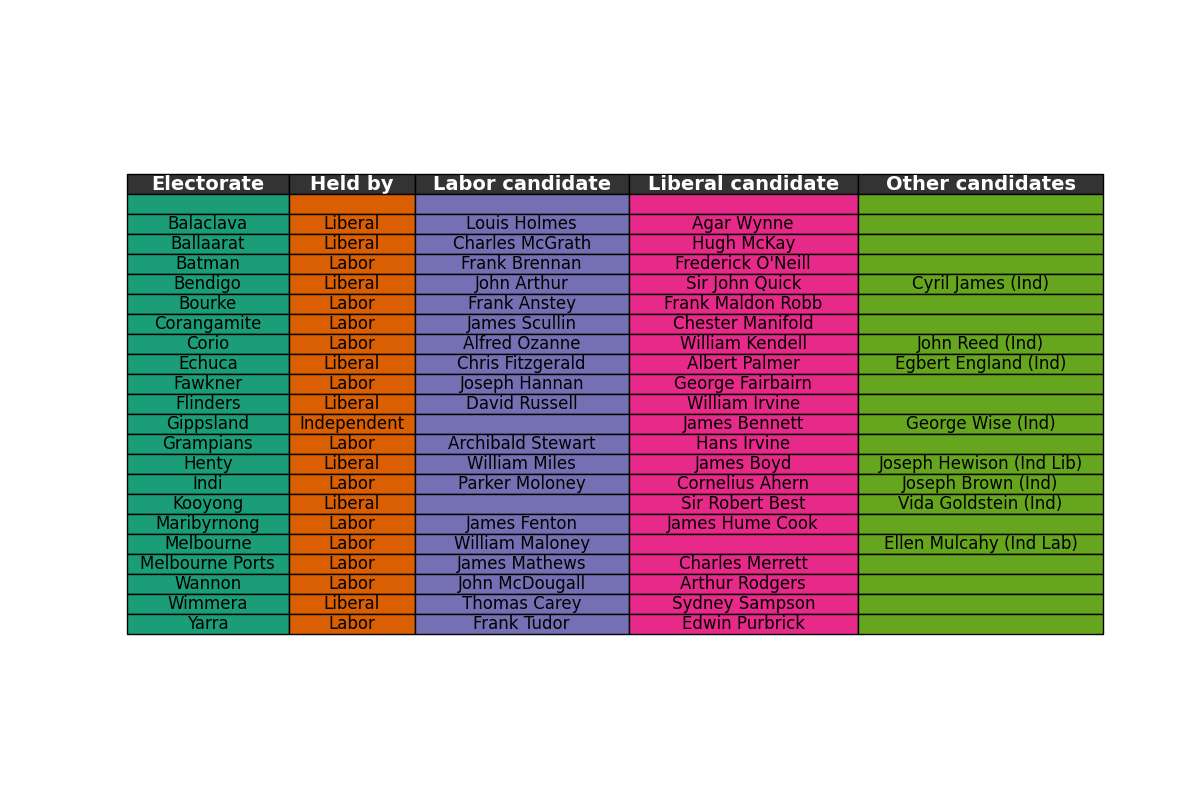 Electorate Held by Labor candidate Liberal candidate Other candidates
Balaclava Liberal Louis Holmes Agar Wynne
Ballaarat Liberal Charles McGrath Hugh McKay
Batman Labor Frank Brennan Frederick O'Neill
Bendigo Liberal John Arthur Sir John Quick Cyril James (Ind)
Bourke Labor Frank Anstey Frank Maldon Robb
Corangamite Labor James Scullin Chester Manifold
Corio Labor Alfred Ozanne William Kendell John Reed (Ind)
Echuca Liberal Chris Fitzgerald Albert Palmer Egbert England (Ind)
Fawkner Labor Joseph Hannan George Fairbairn
Flinders Liberal David Russell William Irvine
Gippsland Independent James Bennett George Wise (Ind)
Grampians Labor Archibald Stewart Hans Irvine
Henty Liberal William Miles James Boyd Joseph Hewison (Ind Lib)
Indi Labor Parker Moloney Cornelius Ahern Joseph Brown (Ind)
Kooyong Liberal Sir Robert Best Vida Goldstein (Ind)
Maribyrnong Labor James Fenton James Hume Cook
Melbourne Labor William Maloney Ellen Mulcahy (Ind Lab)
Melbourne Ports Labor James Mathews Charles Merrett
Wannon Labor John McDougall Arthur Rodgers
Wimmera Liberal Thomas Carey Sydney Sampson
Yarra Labor Frank Tudor Edwin Purbrick